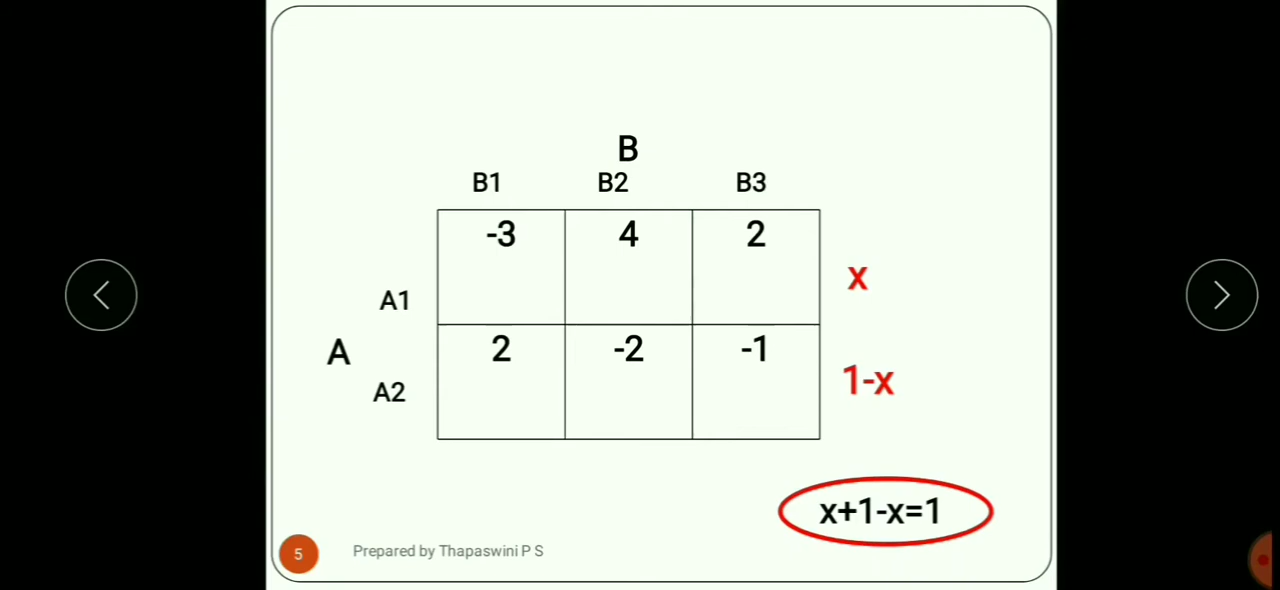 B
B1 B2 B3
-3 4 2
x
A1
A
2 -2 -1
1-x
A2
x+1-x=1
5 Prepared by Thapaswini P S